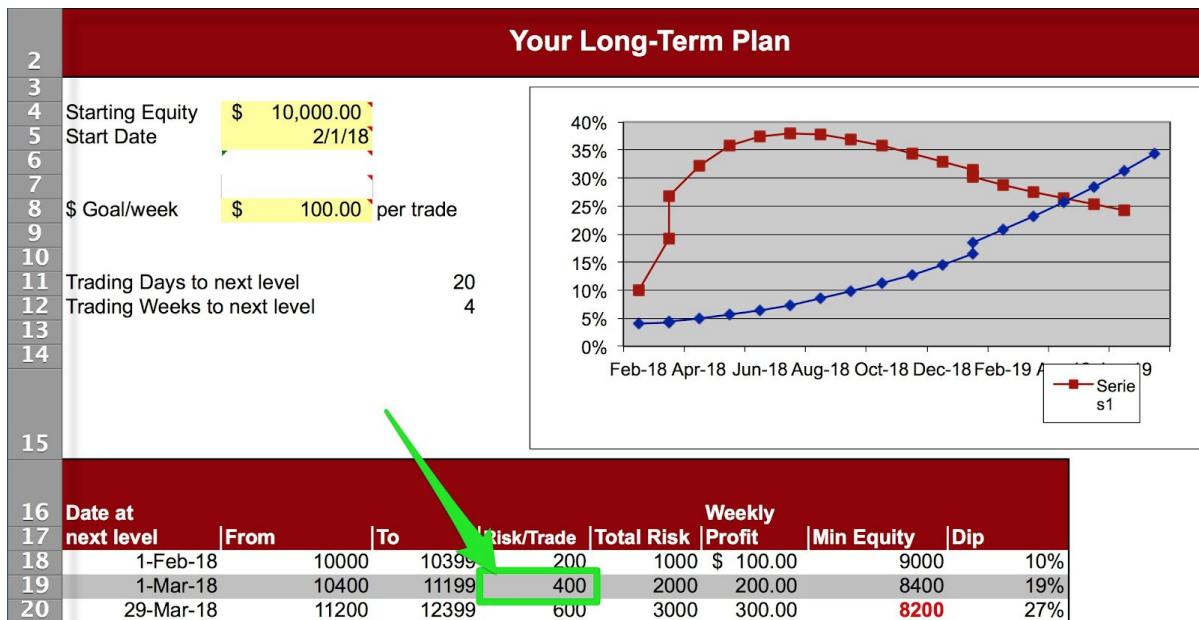 Your Long-Term Plan
2
3
4 Starting Equity $ 10,000.00
5 Start Date 2/1/18
6
7
8 $ Goal/week $ 100.00 per trade
9
10
11 Trading Days to next level 20
12 Trading Weeks to next level 4
13
14
15
40%
35%
30%
25%
20%
15%
10%
5%
0%
Feb-18 Apr-18 Jun-18 Aug-18 Oct-18 Dec-18 Feb-19 A 19
Serie
s1
16 Date at Weekly
17 next level From To Risk/Trade Total Risk Profit Min Equity Dip
18 1-Feb-18 10000 10399 200 1000 $ 100.00 9000 10%
19 1-Mar-18 10400 11199 400 2000 200.00 8400 19%
20 29-Mar-18 11200 12399 600 3000 300.00 8200 27%